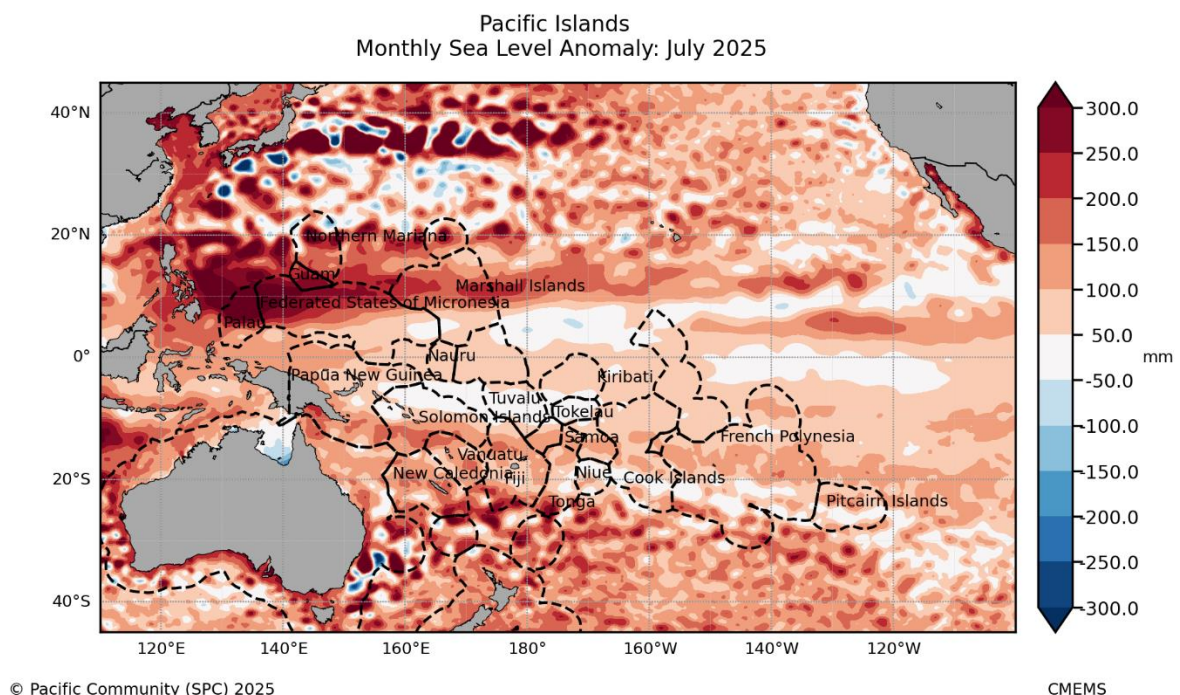 Pacific Islands
Monthly Sea Level Anomaly: July 2025
40°N
20°N
0°
20°S
40°S
120°E
140°E
160°E
180°
160°W
140°W
120°W
Northern Mariana
Guam
Marshall Islands
Federated States of Micronesia
Palau
Nauru
Papua New Guinea
Kiribati
Tuvalu
Tokelau
Solomon Islands
Samoa
French Polynesia
Vanuatu
New Caledonia
Fiji
Niue
Cook Islands
Tonga
Pitcairn Islands
300.0
250.0
200.0
150.0
100.0
50.0
-50.0
-100.0
-150.0
-200.0
-250.0
-300.0
mm
© Pacific Community (SPC) 2025
CMEMS